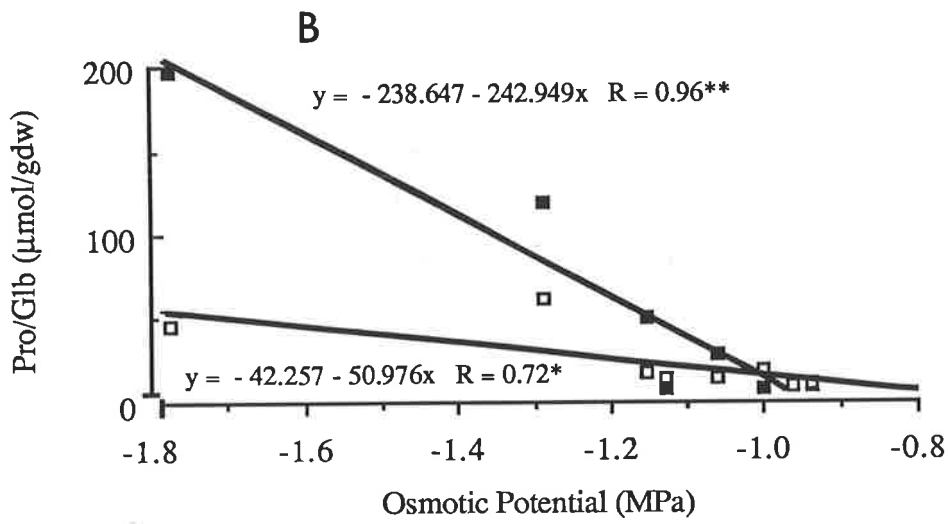 B
y = - 238.647 - 242.949x R = 0.96**
y = - 42.257 - 50.976x R = 0.72*
Pro/Glb (μmol/gdw)
200
100
0
-1.8 -1.6 -1.4 -1.2 -1.0 -0.8
Osmotic Potential (MPa)